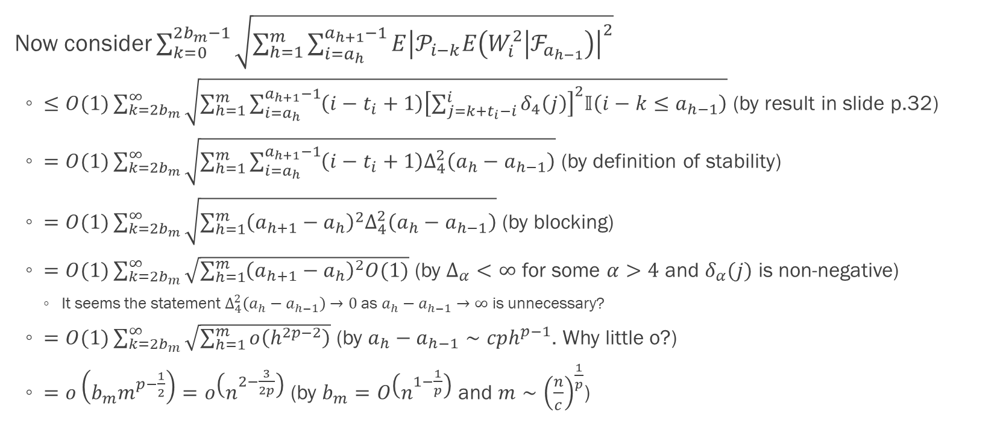 Now consider $\sum_{k=0}^{2b_m-1} \sqrt{\sum_{h=1}^{m} \sum_{i=a_h}^{a_{h+1}-1} E\left|\mathcal{P}_{i-k} E(W_i^2|\mathcal{F}_{a_{h-1}})\right|^2}$
◦ $\leq O(1) \sum_{k=2b_m}^{\infty} \sqrt{\sum_{h=1}^{m} \sum_{i=a_h}^{a_{h+1}-1} (i - t_i + 1)\left[\sum_{j=k+t_i-i}^{i} \delta_4(j)\right]^2 \mathbb{I}(i - k \leq a_{h-1})}$ (by result in slide p.32)
◦ $= O(1) \sum_{k=2b_m}^{\infty} \sqrt{\sum_{h=1}^{m} \sum_{i=a_h}^{a_{h+1}-1} (i - t_i + 1)\Delta_4^2(a_h - a_{h-1})}$ (by definition of stability)
◦ $= O(1) \sum_{k=2b_m}^{\infty} \sqrt{\sum_{h=1}^{m} (a_{h+1} - a_h)^2 \Delta_4^2(a_h - a_{h-1})}$ (by blocking)
◦ $= O(1) \sum_{k=2b_m}^{\infty} \sqrt{\sum_{h=1}^{m} (a_{h+1} - a_h)^2 O(1)}$ (by $\Delta_\alpha < \infty$ for some $\alpha > 4$ and $\delta_\alpha(j)$ is non-negative)
◦ It seems the statement $\Delta_4^2(a_h - a_{h-1}) \to 0$ as $a_h - a_{h-1} \to \infty$ is unnecessary?
◦ $= O(1) \sum_{k=2b_m}^{\infty} \sqrt{\sum_{h=1}^{m} o(h^{2p-2})}$ (by $a_h - a_{h-1} \sim cph^{p-1}$. Why little o?)
◦ $= o\left(b_m m^{p-\frac{1}{2}}\right) = o\left(n^{2-\frac{3}{2p}}\right)$ (by $b_m = O\left(n^{1-\frac{1}{p}}\right)$ and $m \sim \left(\frac{n}{c}\right)^{\frac{1}{p}}$)